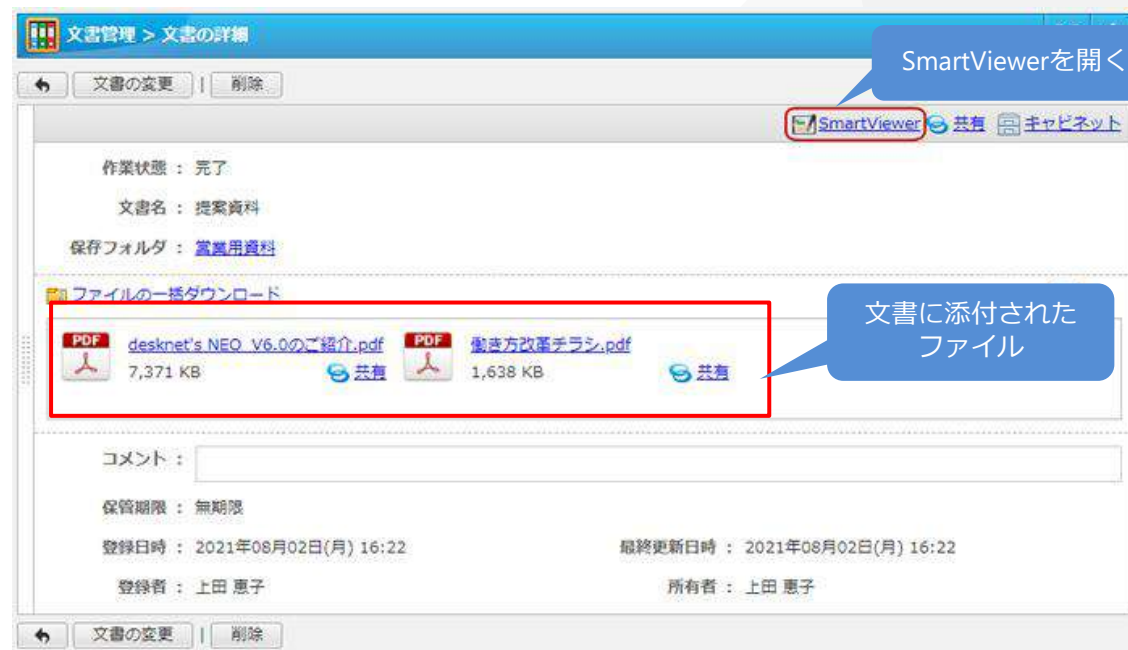 文書管理 > 文書の詳細
SmartViewerを開く
文書の変更 | 削除
SmartViewer 共有 キャビネット
作業状態 : 完了
文書名 : 提案資料
保存フォルダ : 営業用資料
ファイルの一括ダウンロード
文書に添付された
ファイル
PDF desknet's NEO_V6.0のご紹介.pdf PDF 働き方改革チラシ.pdf
7,371 KB 共有 1,638 KB 共有
コメント :
保管期限 : 無期限
登録日時 : 2021年08月02日(月) 16:22 最終更新日時 : 2021年08月02日(月) 16:22
登録者 : 上田 恵子 所有者 : 上田 恵子
文書の変更 | 削除